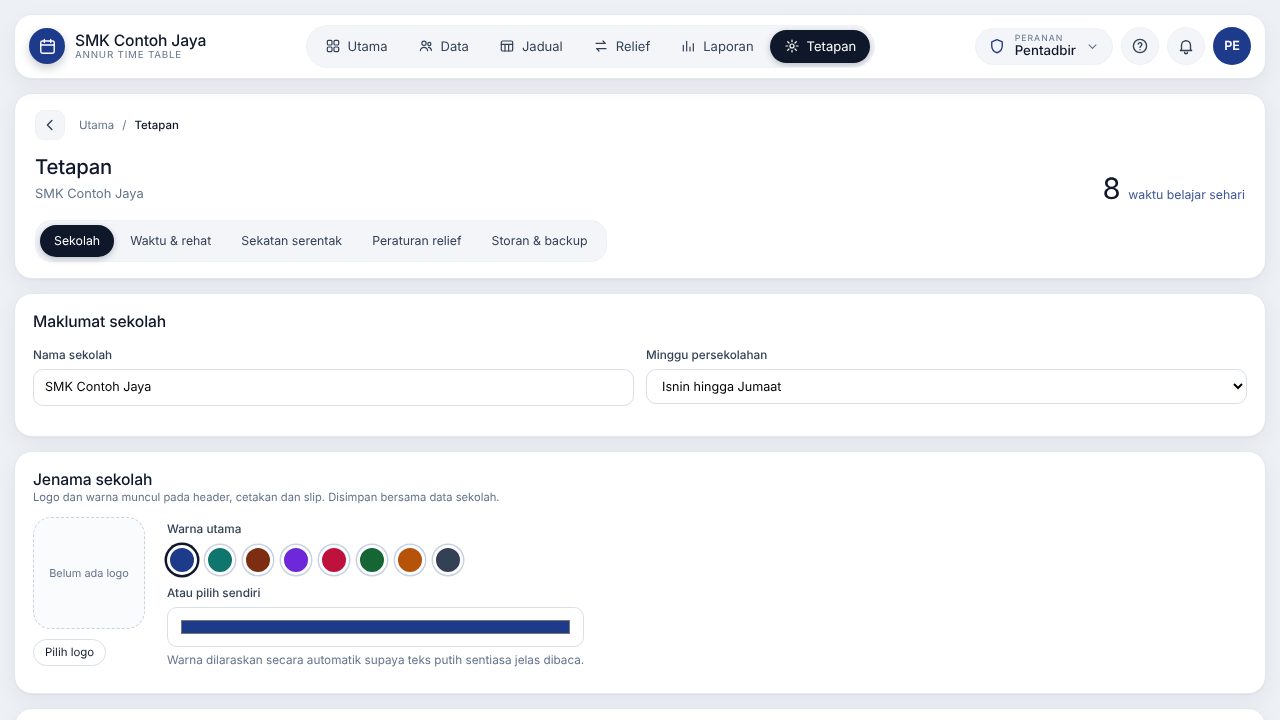 SMK Contoh Jaya
ANNUR TIME TABLE
Utama
Data
Jadual
Relief
Laporan
Tetapan
PERANAN
Pentadbir
PE
Utama / Tetapan
Tetapan
SMK Contoh Jaya
8 waktu belajar sehari
Sekolah
Waktu & rehat
Sekatan serentak
Peraturan relief
Storan & backup
Maklumat sekolah
Nama sekolah
SMK Contoh Jaya
Minggu persekolahan
Isnin hingga Jumaat
Jenama sekolah
Logo dan warna muncul pada header, cetakan dan slip. Disimpan bersama data sekolah.
Belum ada logo
Pilih logo
Warna utama
Atau pilih sendiri
Warna dilaraskan secara automatik supaya teks putih sentiasa jelas dibaca.